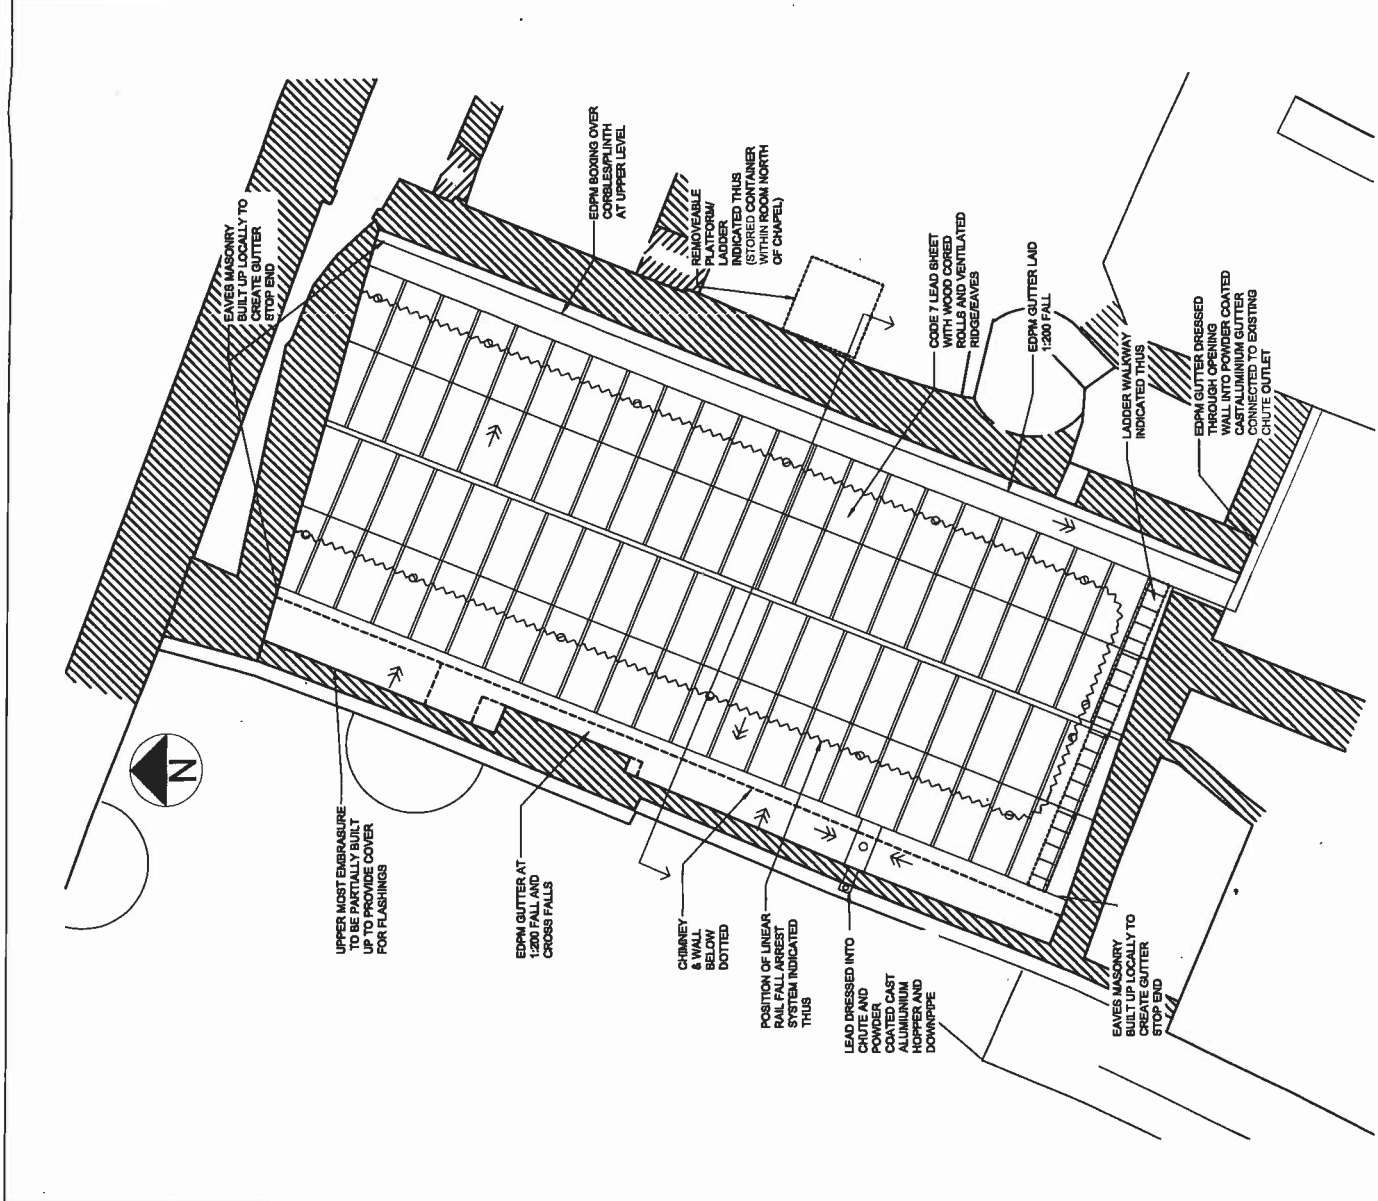 EAVES MASONRY
BUILT UP LOCALLY TO
CREATE GUTTER
STOP END
EDPM BOXING OVER
CORBLES/PLINTH
AT UPPER LEVEL
REMOVEABLE
PLATFORM/
LADDER
INDICATED THUS
(STORED CONTAINER
WITHIN ROOM NORTH
OF CHAPEL)
CODE 7 LEAD SHEET
WITH WOOD CORED
ROLLS AND VENTILATED
RIDGE/EAVES
EDPM GUTTER LAID
1:200 FALL
LADDER WALKWAY
INDICATED THUS
EDPM GUTTER DRESSED
THROUGH OPENING
WALL INTO POWDER COATED
CASTALUMINIUM GUTTER
CONNECTED TO EXISTING
CHUTE OUTLET
N
UPPER MOST EMBRASURE
TO BE PARTIALLY BUILT
UP TO PROVIDE COVER
FOR FLASHINGS
EDPM GUTTER AT
1:200 FALL AND
CROSS FALLS
CHIMNEY
& WALL
BELOW
DOTTED
POSITION OF LINEAR
RAIL FALL ARREST
SYSTEM INDICATED
THUS
LEAD DRESSED INTO
CHUTE AND
POWDER
COATED CAST
ALUMIUNIUM
HOPPER AND
DOWNPIPE
EAVES MASONRY
BUILT UP LOCALLY TO
CREATE GUTTER
STOP END